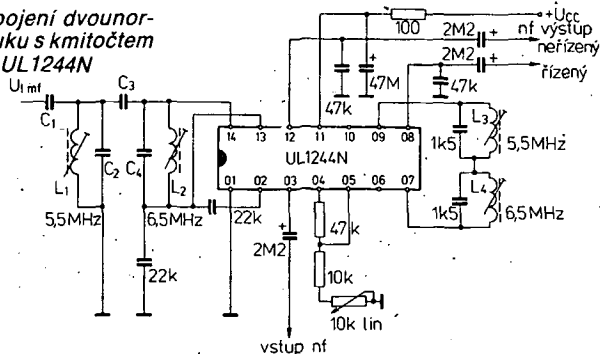 pojení dvounor-
uku s kmitočtem
UL1244N
+Ucc
100
výstup
nf neřízený
2M2 +
2M2 +
řízený
U1 mf
C3
C1
47k
+
47M
47k
14 13 12 11 10 09 08
UL1244N
01 02 03 04 05 06 07
L1
C2
C4
L2
5,5MHz
6,5MHz
22k
22k
L3
1k5
5,5MHz
L4
1k5
6,5MHz
+
2M2
47k
10k
10k lin
vstup nf